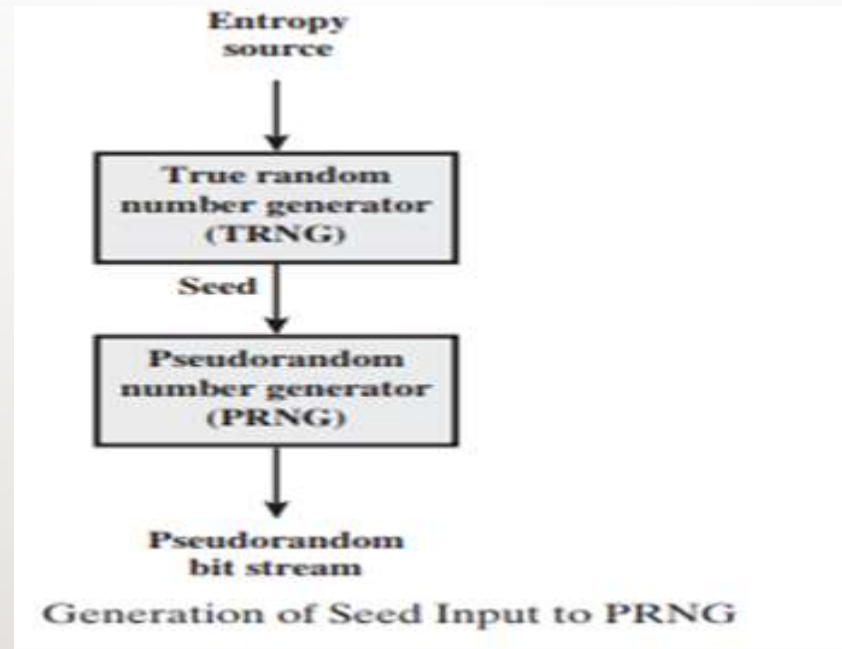 Entropy
source
True random
number generator
(TRNG)
Seed
Pseudorandom
number generator
(PRNG)
Pseudorandom
bit stream
Generation of Seed Input to PRNG